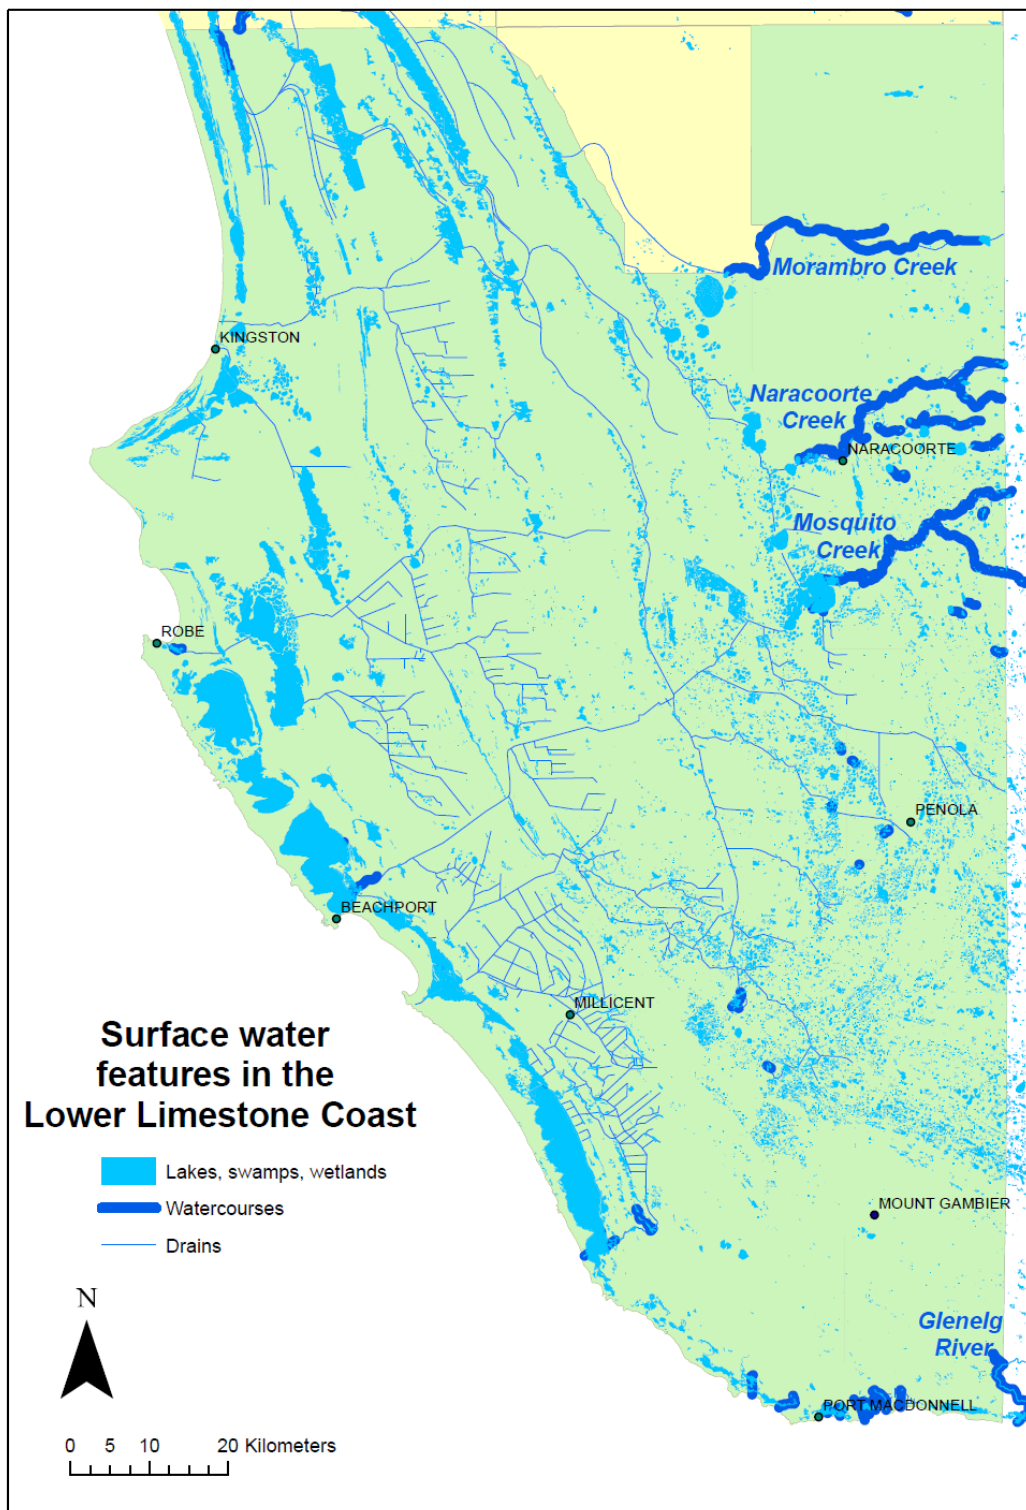 Morambro Creek
KINGSTON
Naracoorte
Creek
NARACOORTE
Mosquito
Creek
ROBE
PENOLA
BEACHPORT
MILLICENT
Surface water
features in the
Lower Limestone Coast
Lakes, swamps, wetlands
Watercourses
Drains
MOUNT GAMBIER
N
Glenelg
River
PORT MACDONNELL
0 5 10 20 Kilometers